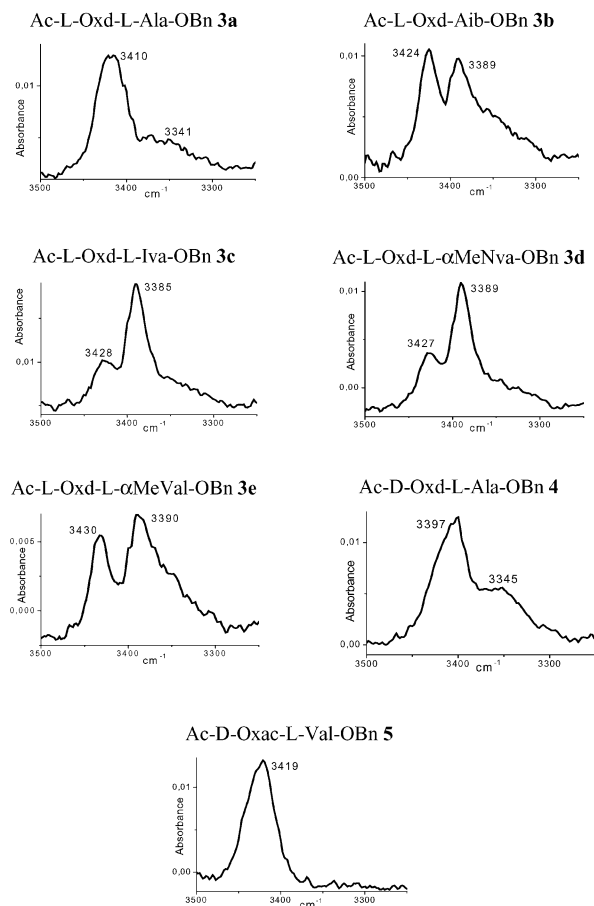 Ac-L-Oxd-L-Ala-OBn 3a
3410
3341
0,01
Absorbance
3500
3400
3300
cm-1
Ac-L-Oxd-Aib-OBn 3b
3424
3389
0,01
0,00
Absorbance
3500
3400
3300
cm-1
Ac-L-Oxd-L-Iva-OBn 3c
3385
3428
0,01
Absorbance
3500
3400
3300
cm-1
Ac-L-Oxd-L-αMeNva-OBn 3d
3389
3427
0,01
0,00
Absorbance
3500
3400
3300
cm-1
Ac-L-Oxd-L-αMeVal-OBn 3e
3430
3390
0,005
0,000
Absorbance
3500
3400
3300
cm-1
Ac-D-Oxd-L-Ala-OBn 4
3397
3345
0,01
0,00
Absorbance
3500
3400
3300
cm-1
Ac-D-Oxac-L-Val-OBn 5
3419
0,01
0,00
Absorbance
3500
3400
3300
cm-1